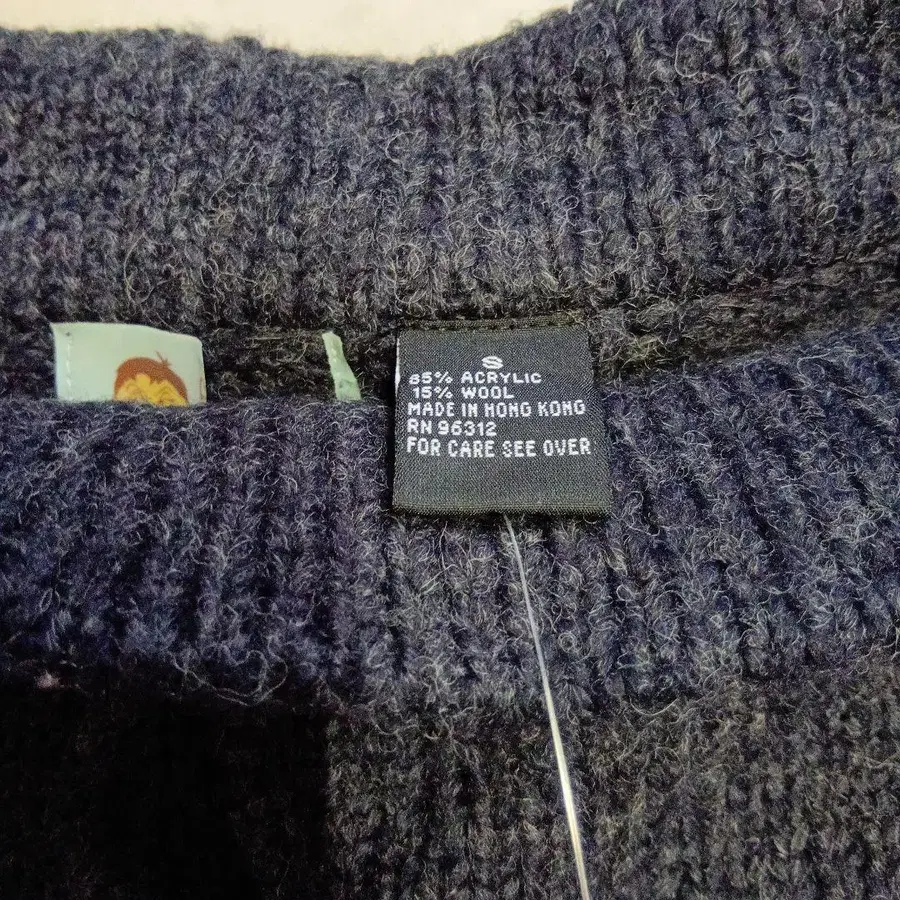 S
85% ACRYLIC
15% WOOL
MADE IN HONG KONG
RN 96312
FOR CARE SEE OVER